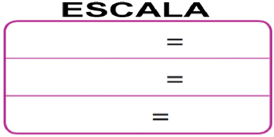 ESCALA
=
=
=